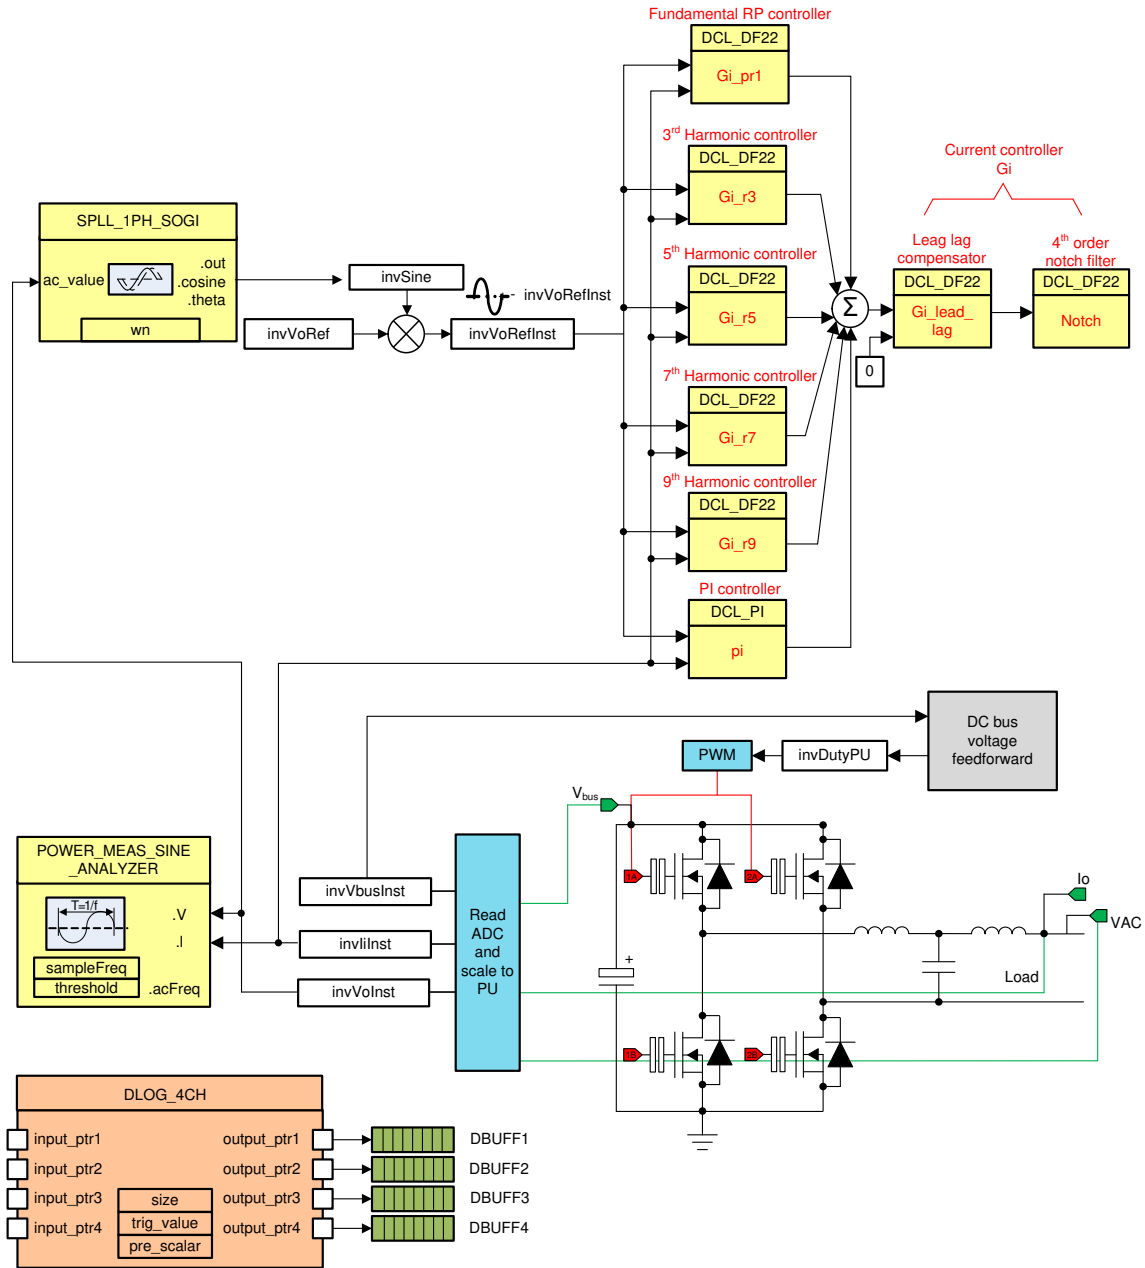 Fundamental RP controller
DCL_DF22
Gi_pr1
3rd Harmonic controller
DCL_DF22
Gi_r3
Current controller
Gi
SPLL_1PH_SOGI
ac_value
.out
.cosine
.theta
wn
invSine
invVoRef
invVoRefInst
invVoRefInst
5th Harmonic controller
DCL_DF22
Gi_r5
Σ
Leag lag
compensator
DCL_DF22
Gi_lead_
lag
0
4th order
notch filter
DCL_DF22
Notch
7th Harmonic controller
DCL_DF22
Gi_r7
9th Harmonic controller
DCL_DF22
Gi_r9
PI controller
DCL_PI
pi
DC bus
voltage
feedforward
PWM
invDutyPU
Vbus
POWER_MEAS_SINE
_ANALYZER
T=1/f
.V
.I
sampleFreq
threshold
.acFreq
invVbusInst
invIiInst
invVoInst
Read
ADC
and
scale to
PU
1A
2A
1B
2B
+
Io
VAC
Load
DLOG_4CH
input_ptr1
input_ptr2
input_ptr3
input_ptr4
size
trig_value
pre_scalar
output_ptr1
output_ptr2
output_ptr3
output_ptr4
DBUFF1
DBUFF2
DBUFF3
DBUFF4